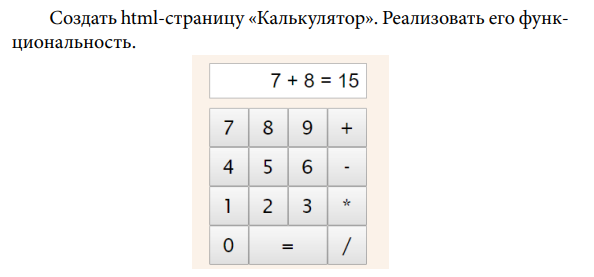 Создать html-страницу «Калькулятор». Реализовать его функ-
циональность.
7 + 8 = 15
7 8 9 +
4 5 6 -
1 2 3 *
0 = /